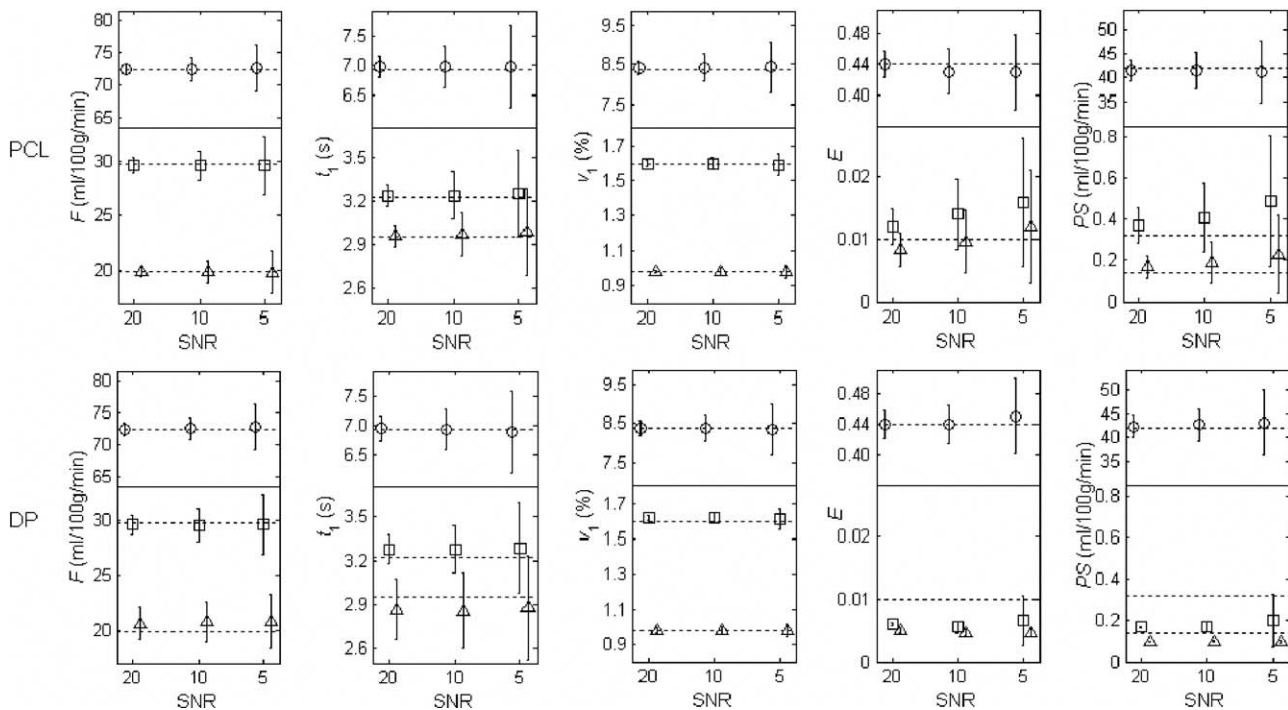 PCL
F (ml/100g/min)
80
75
70
65
30
25
20
20 10 5
SNR
t1 (s)
7.5
7.0
6.5
3.5
3.2
2.9
2.6
20 10 5
SNR
v1 (%)
9.5
8.5
7.5
1.7
1.5
1.3
1.1
0.9
20 10 5
SNR
E
0.48
0.44
0.40
0.02
0.01
0
20 10 5
SNR
PS (ml/100g/min)
50
45
40
35
0.8
0.6
0.4
0.2
0
20 10 5
SNR
DP
F (ml/100g/min)
80
75
70
65
30
25
20
20 10 5
SNR
t1 (s)
7.5
7.0
6.5
3.5
3.2
2.9
2.6
20 10 5
SNR
v1 (%)
9.5
8.5
7.5
1.7
1.5
1.3
1.1
0.9
20 10 5
SNR
E
0.48
0.44
0.40
0.02
0.01
0
20 10 5
SNR
PS (ml/100g/min)
50
45
40
35
0.8
0.6
0.4
0.2
0
20 10 5
SNR